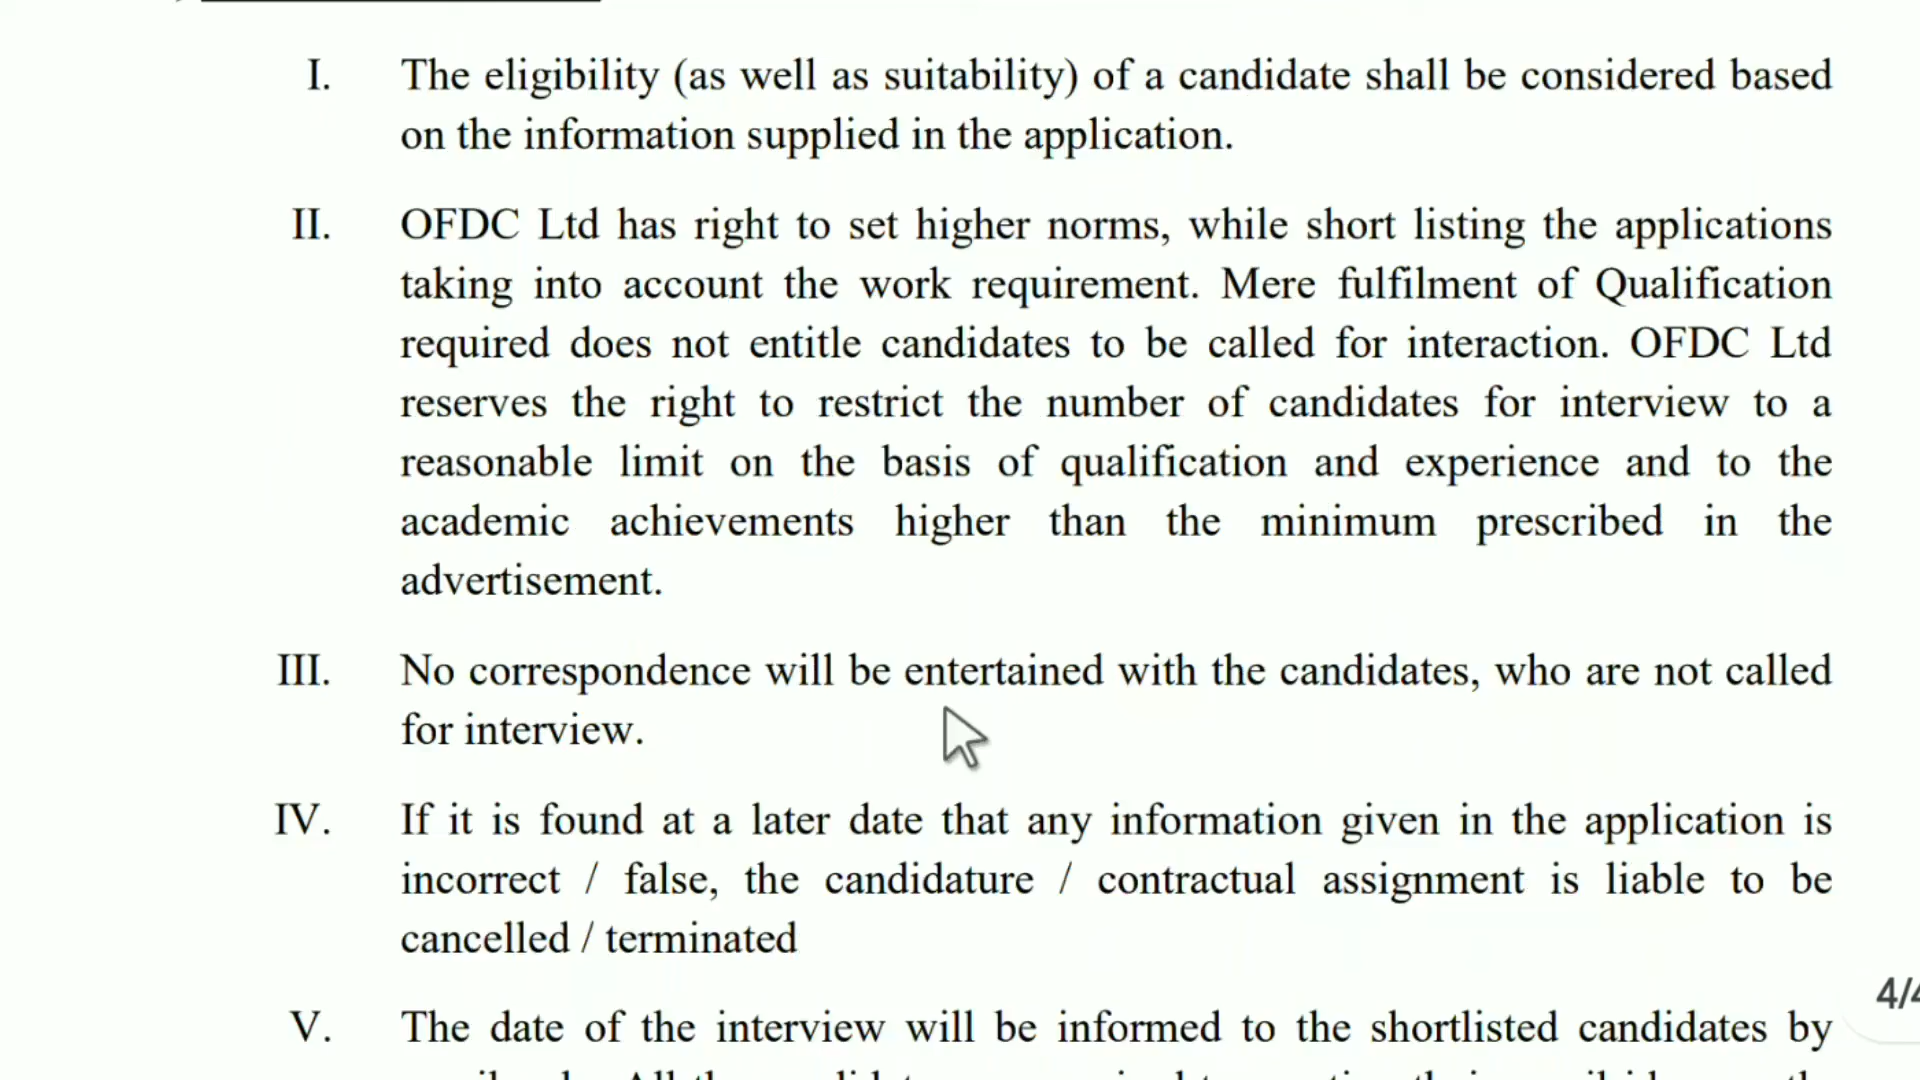 I. The eligibility (as well as suitability) of a candidate shall be considered based
on the information supplied in the application.
II. OFDC Ltd has right to set higher norms, while short listing the applications
taking into account the work requirement. Mere fulfilment of Qualification
required does not entitle candidates to be called for interaction. OFDC Ltd
reserves the right to restrict the number of candidates for interview to a
reasonable limit on the basis of qualification and experience and to the
academic achievements higher than the minimum prescribed in the
advertisement.
III. No correspondence will be entertained with the candidates, who are not called
for interview.
IV. If it is found at a later date that any information given in the application is
incorrect / false, the candidature / contractual assignment is liable to be
cancelled / terminated
4/4
V. The date of the interview will be informed to the shortlisted candidates by